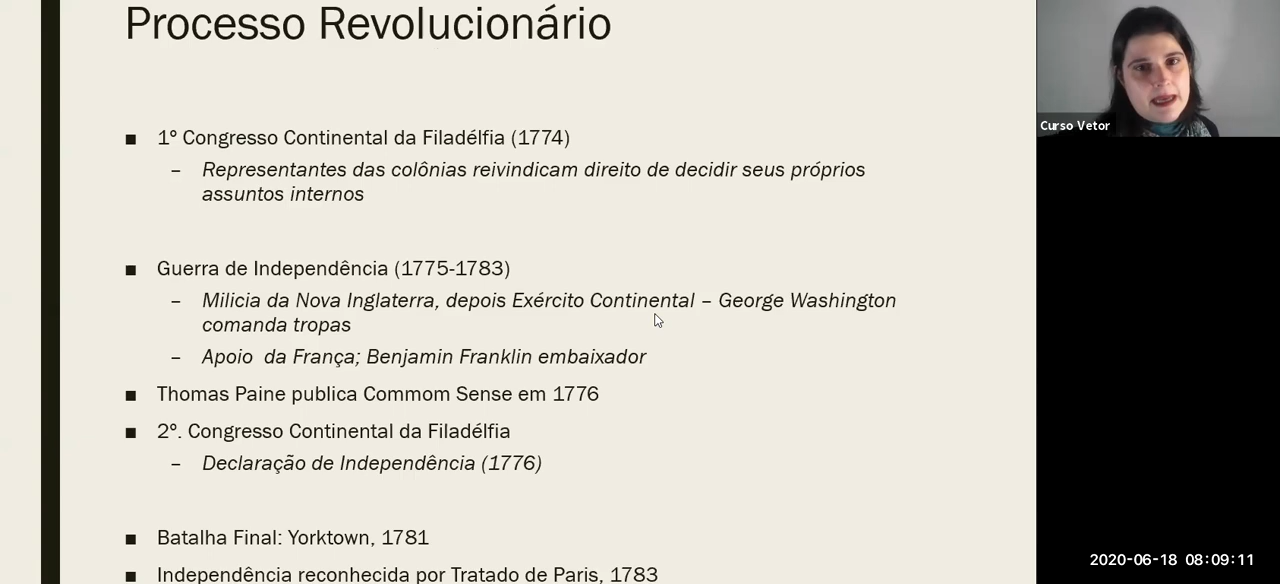 Processo Revolucionário
■ 1º Congresso Continental da Filadélfia (1774)
– Representantes das colônias reivindicam direito de decidir seus próprios
assuntos internos
■ Guerra de Independência (1775-1783)
– Milicia da Nova Inglaterra, depois Exército Continental – George Washington
comanda tropas
– Apoio da França; Benjamin Franklin embaixador
■ Thomas Paine publica Commom Sense em 1776
■ 2º. Congresso Continental da Filadélfia
– Declaração de Independência (1776)
■ Batalha Final: Yorktown, 1781
■ Independência reconhecida por Tratado de Paris, 1783
Curso Vetor
2020-06-18 08:09:11